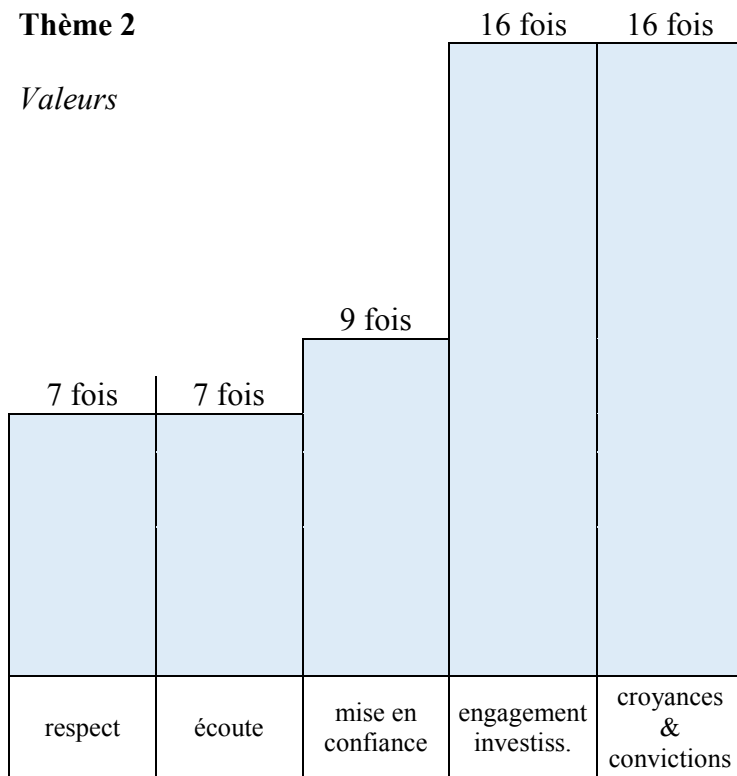 Thème 2
Valeurs
16 fois
16 fois
9 fois
7 fois
7 fois
respect
écoute
mise en
confiance
engagement
investiss.
croyances
&
convictions